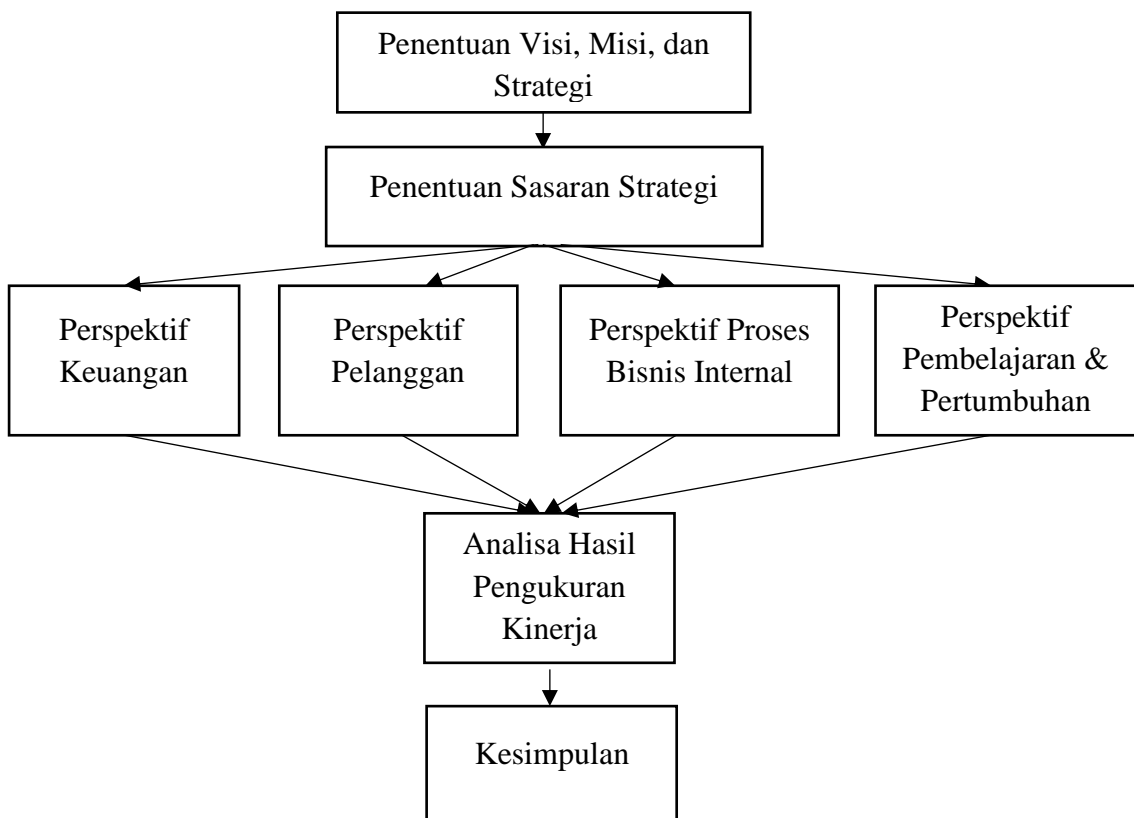 Penentuan Visi, Misi, dan
Strategi
Penentuan Sasaran Strategi
Perspektif
Keuangan
Perspektif
Pelanggan
Perspektif Proses
Bisnis Internal
Perspektif
Pembelajaran &
Pertumbuhan
Analisa Hasil
Pengukuran
Kinerja
Kesimpulan